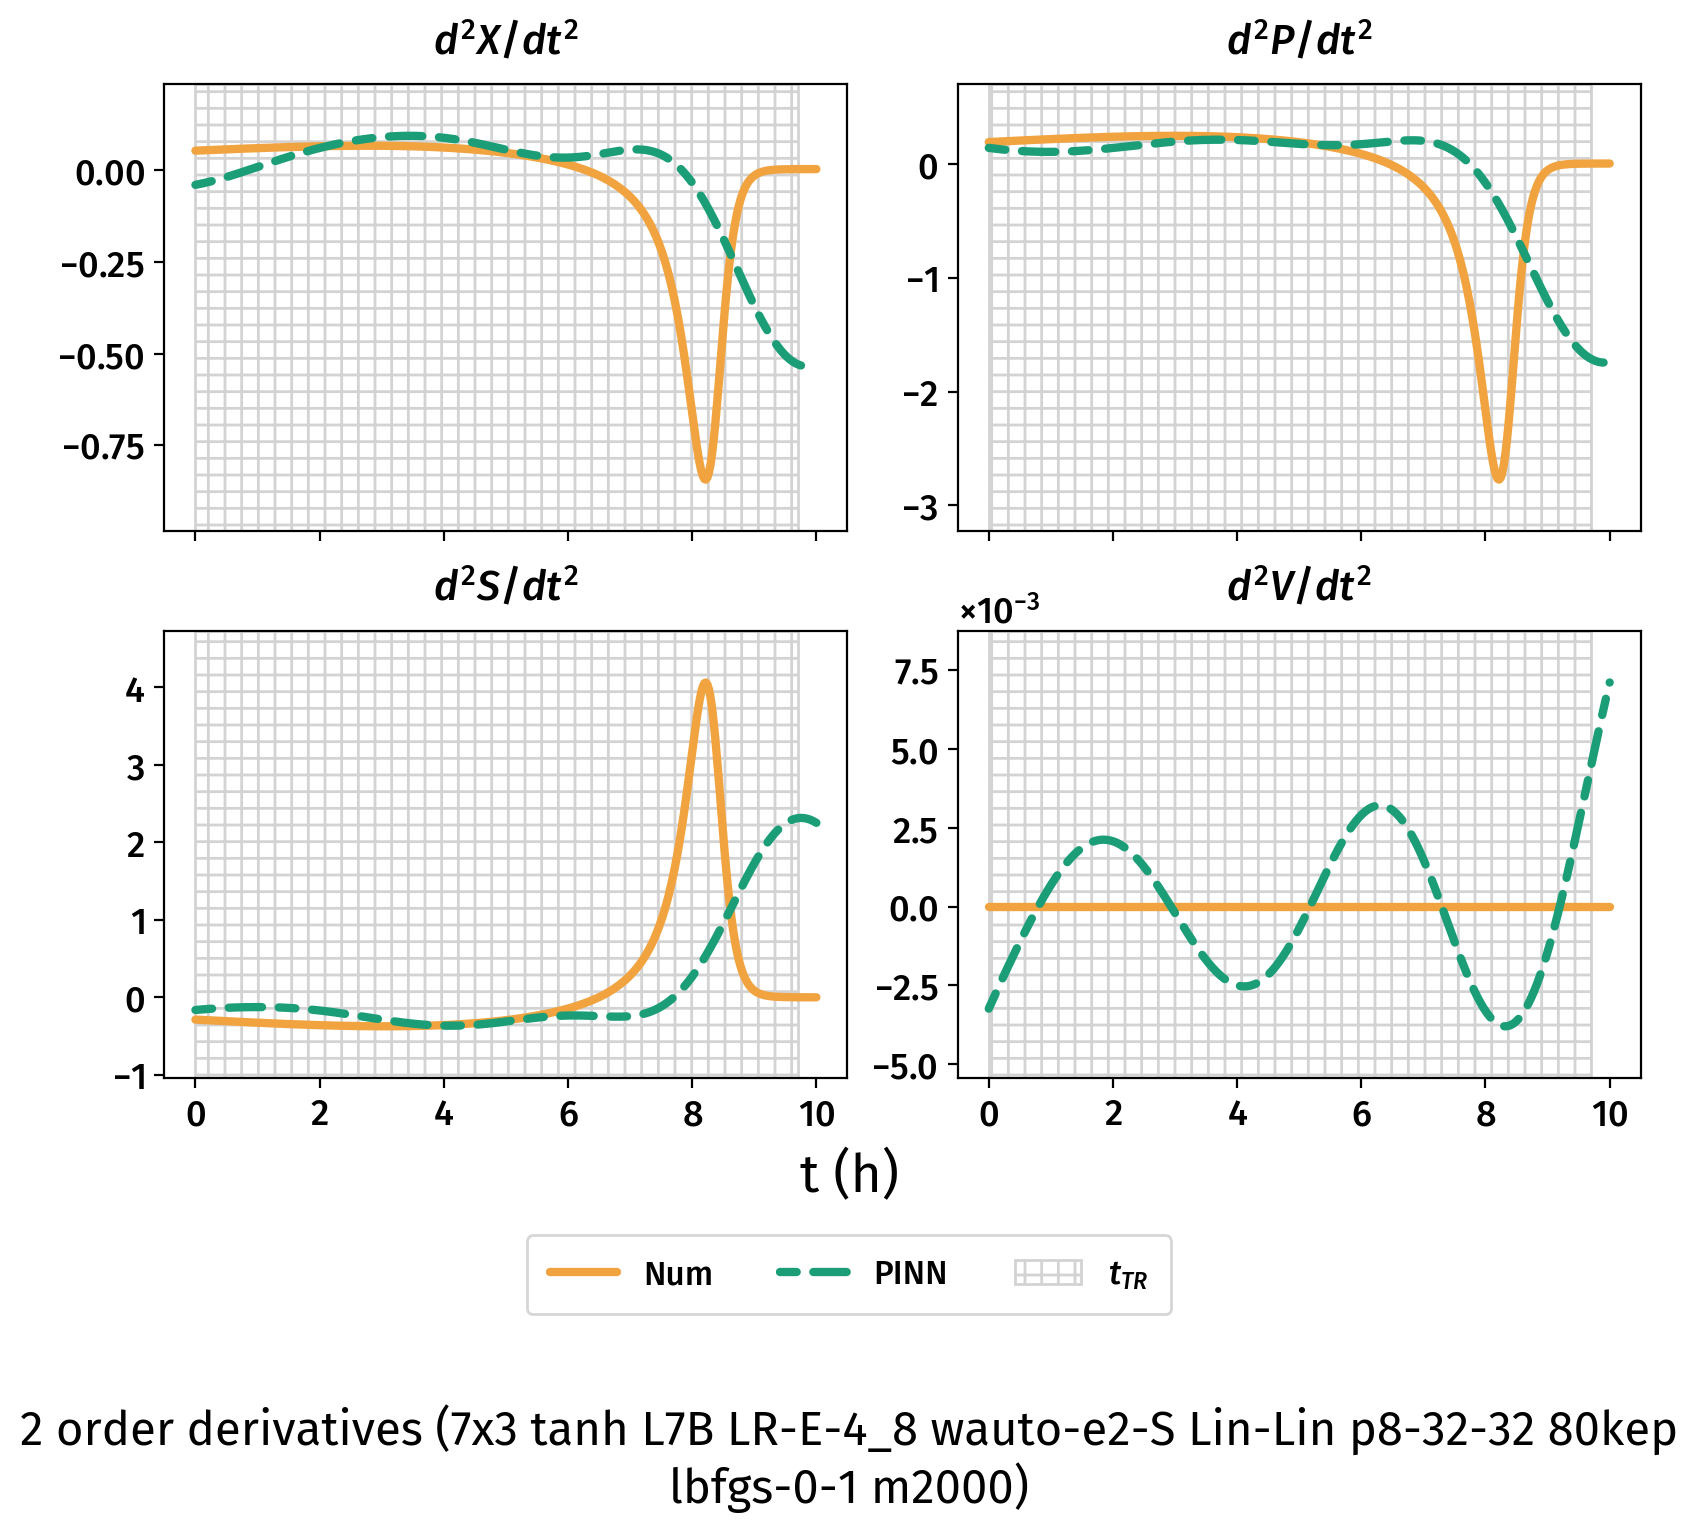 d²X/dt²
d²P/dt²
0.00
−0.25
−0.50
−0.75
0
−1
−2
−3
d²S/dt²
d²V/dt²
×10⁻³
4
3
2
1
0
−1
7.5
5.0
2.5
0.0
−2.5
−5.0
0 2 4 6 8 10
0 2 4 6 8 10
t (h)
Num PINN t_TR
2 order derivatives (7x3 tanh L7B LR-E-4_8 wauto-e2-S Lin-Lin p8-32-32 80kep
lbfgs-0-1 m2000)